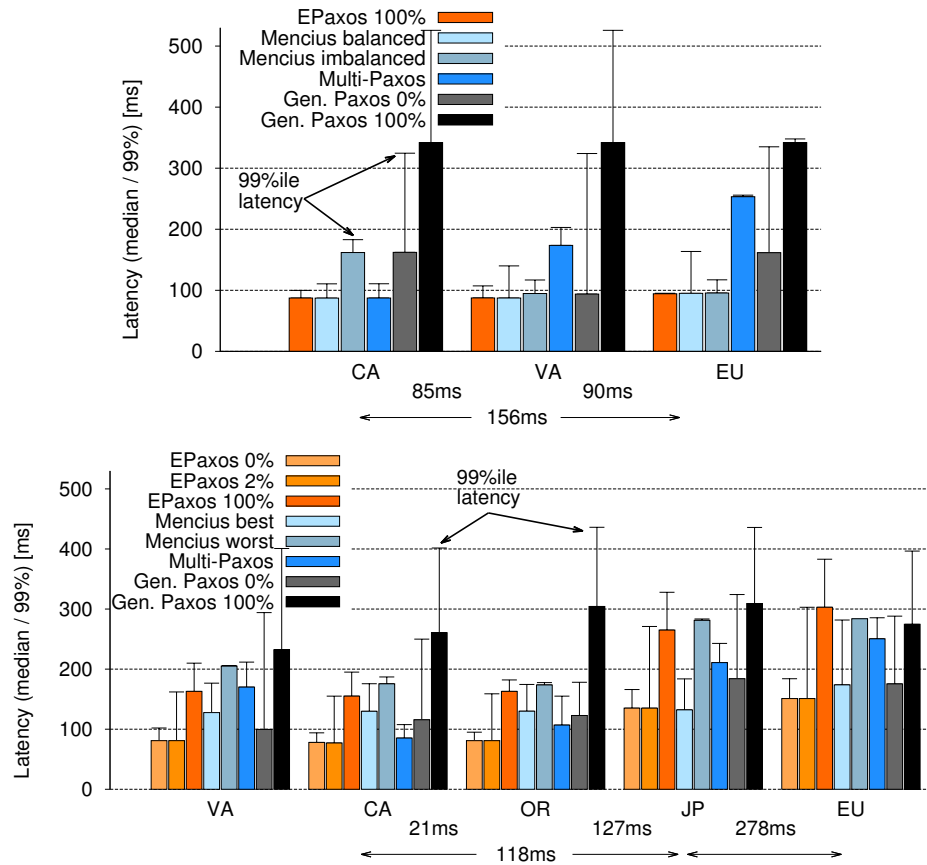 EPaxos 100%
Mencius balanced
Mencius imbalanced
Multi-Paxos
Gen. Paxos 0%
Gen. Paxos 100%
Latency (median / 99%) [ms]
500
400
300
200
100
0
99%ile
latency
CA VA EU
85ms 90ms
156ms
EPaxos 0%
EPaxos 2%
EPaxos 100%
Mencius best
Mencius worst
Multi-Paxos
Gen. Paxos 0%
Gen. Paxos 100%
Latency (median / 99%) [ms]
500
400
300
200
100
0
99%ile
latency
VA CA OR JP EU
21ms 127ms 278ms
118ms